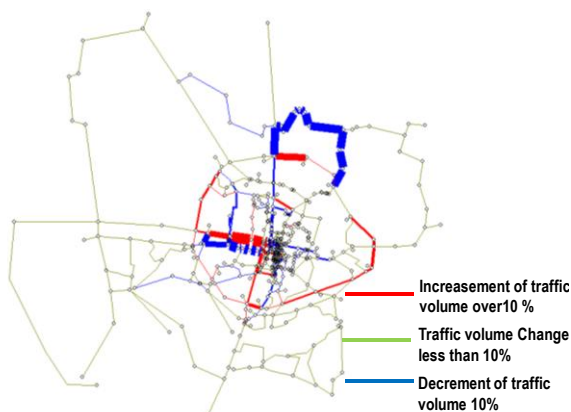 Increasement of traffic
volume over10 %
Traffic volume Change
less than 10%
Decrement of traffic
volume 10%